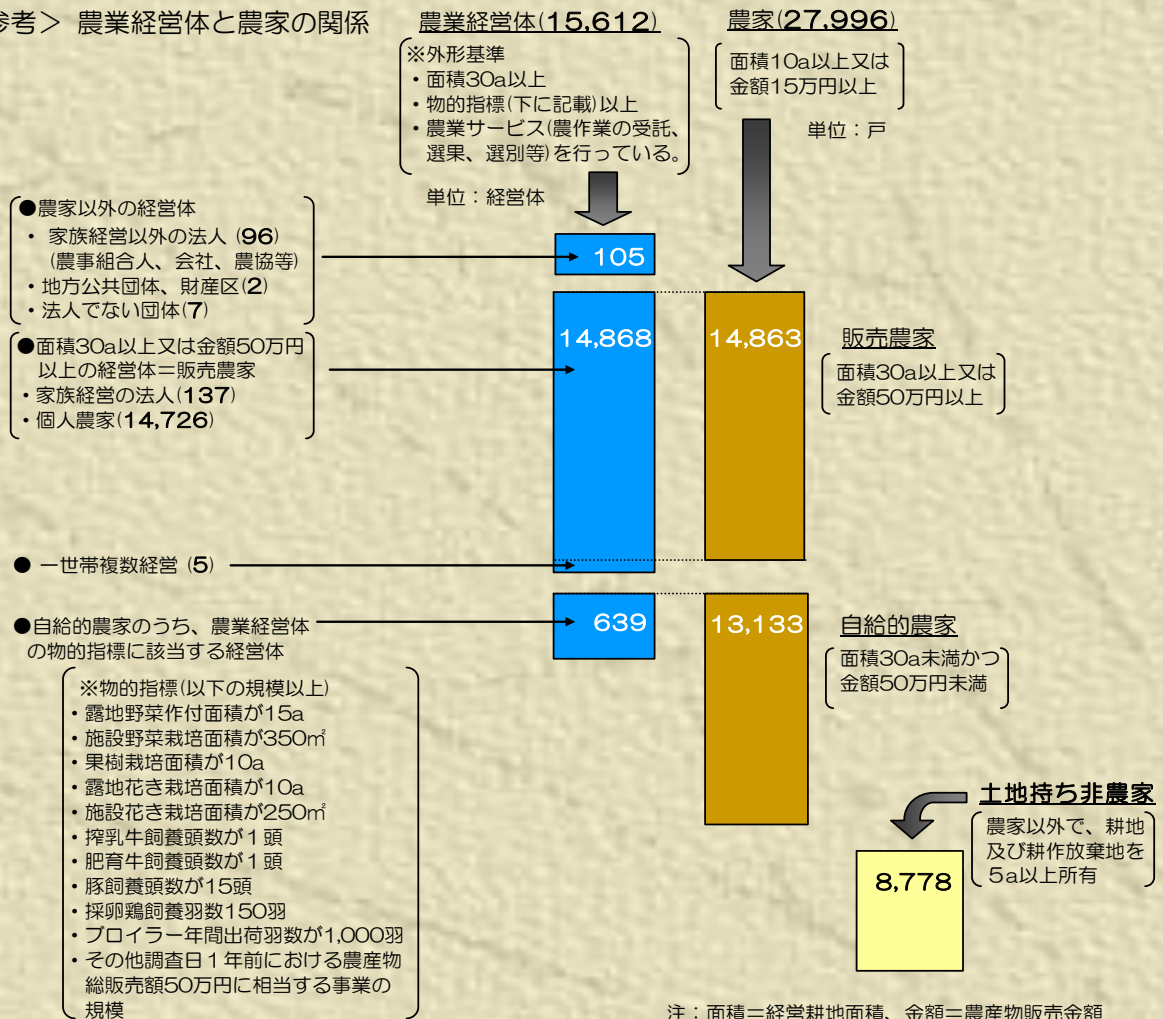 参考＞ 農業経営体と農家の関係
農業経営体(15,612)
※外形基準
・面積30a以上
・物的指標(下に記載)以上
・農業サービス(農作業の受託、
選果、選別等)を行っている。
単位：経営体
農家(27,996)
面積10a以上又は
金額15万円以上
単位：戸
●農家以外の経営体
・ 家族経営以外の法人 (96)
(農事組合人、会社、農協等)
・地方公共団体、財産区(2)
・法人でない団体(7)
105
●面積30a以上又は金額50万円
以上の経営体＝販売農家
・家族経営の法人(137)
・個人農家(14,726)
14,868
14,863
販売農家
面積30a以上又は
金額50万円以上
● 一世帯複数経営 (5)
●自給的農家のうち、農業経営体
の物的指標に該当する経営体
639
13,133
自給的農家
面積30a未満かつ
金額50万円未満
※物的指標(以下の規模以上)
・露地野菜作付面積が15a
・施設野菜栽培面積が350㎡
・果樹栽培面積が10a
・露地花き栽培面積が10a
・施設花き栽培面積が250㎡
・搾乳牛飼養頭数が１頭
・肥育牛飼養頭数が１頭
・豚飼養頭数が15頭
・採卵鶏飼養羽数150羽
・ブロイラー年間出荷羽数が1,000羽
・その他調査日１年前における農産物
総販売額50万円に相当する事業の
規模
土地持ち非農家
農家以外で、耕地
及び耕作放棄地を
５a以上所有
8,778
注：面積＝経営耕地面積、金額＝農産物販売金額